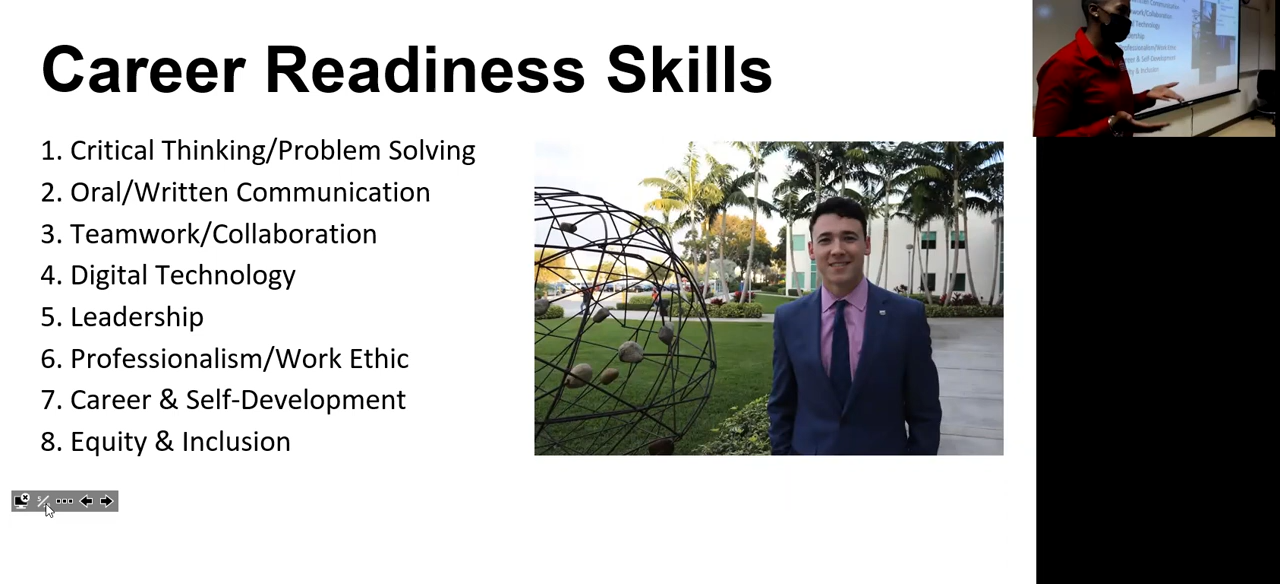 Career Readiness Skills
1. Critical Thinking/Problem Solving
2. Oral/Written Communication
3. Teamwork/Collaboration
4. Digital Technology
5. Leadership
6. Professionalism/Work Ethic
7. Career & Self-Development
8. Equity & Inclusion